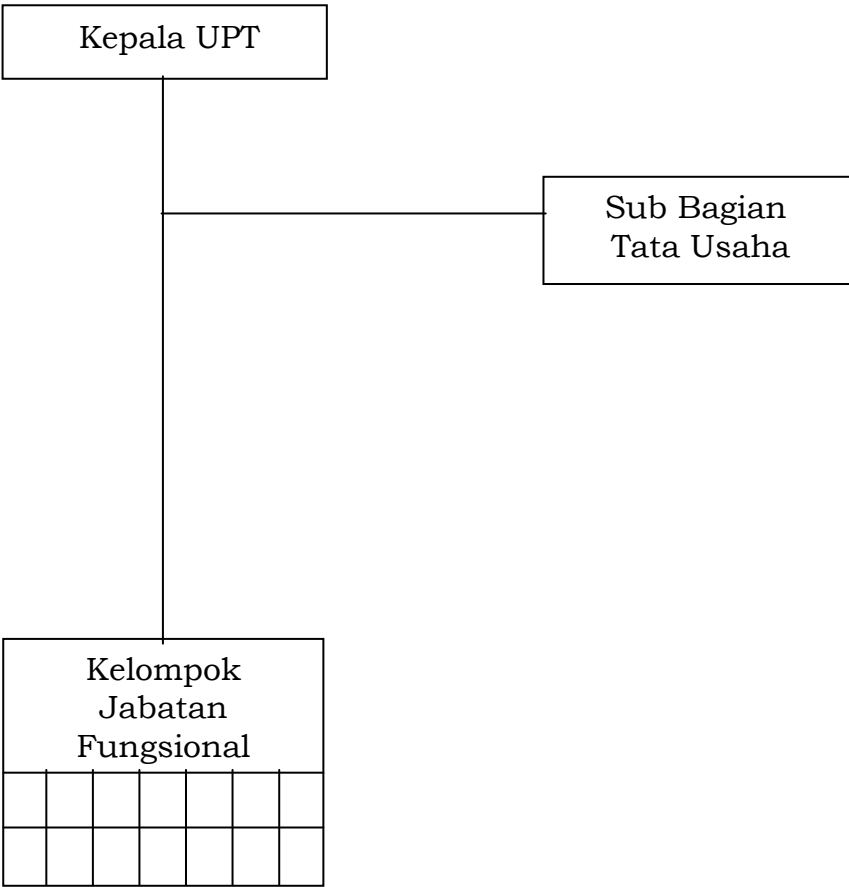 Kepala UPT
Sub Bagian
Tata Usaha
Kelompok
Jabatan
Fungsional